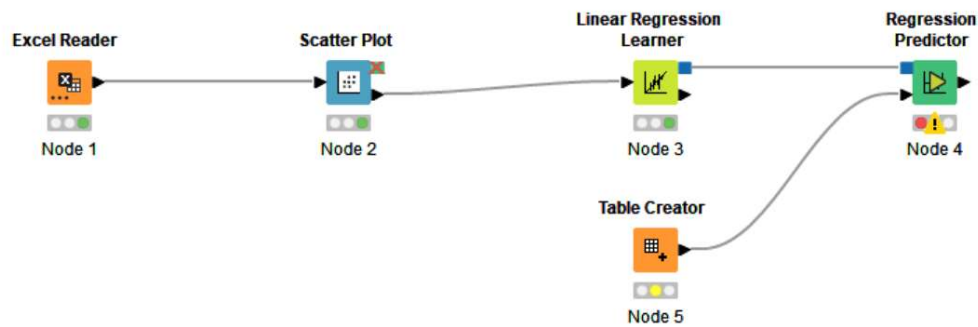 Excel Reader
Node 1
Scatter Plot
Node 2
Linear Regression
Learner
Node 3
Regression
Predictor
Node 4
Table Creator
Node 5